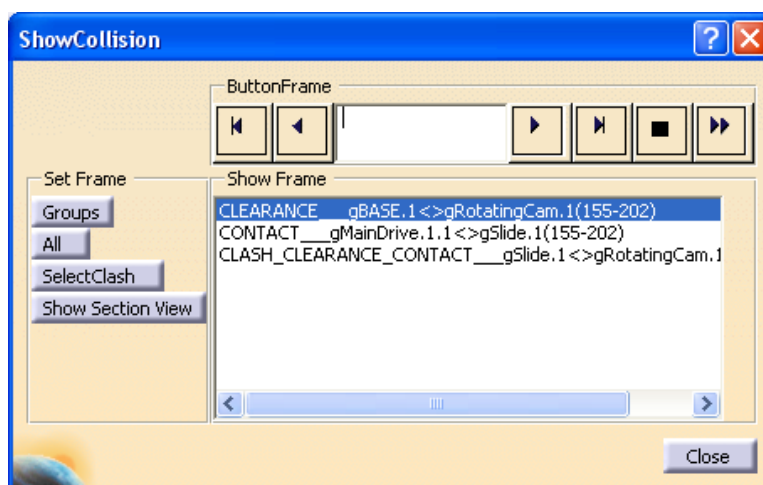 ShowCollision
ButtonFrame
Set Frame
Groups
All
SelectClash
Show Section View
Show Frame
CLEARANCE___gBASE.1<>gRotatingCam.1(155-202)
CONTACT___gMainDrive.1.1<>gSlide.1(155-202)
CLASH_CLEARANCE_CONTACT___gSlide.1<>gRotatingCam.1
Close